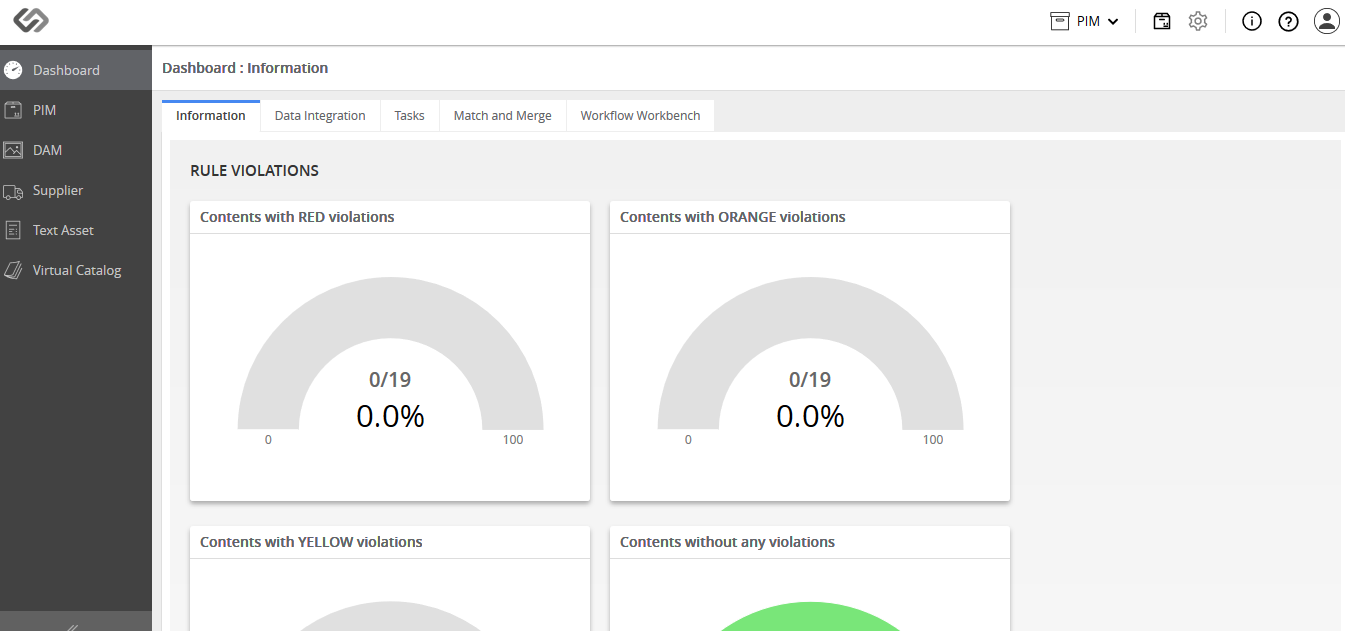 PIM
Dashboard
Dashboard : Information
PIM
DAM
Supplier
Text Asset
Virtual Catalog
Information
Data Integration
Tasks
Match and Merge
Workflow Workbench
RULE VIOLATIONS
Contents with RED violations
0/19
0.0%
0
100
Contents with ORANGE violations
0/19
0.0%
0
100
Contents with YELLOW violations
Contents without any violations